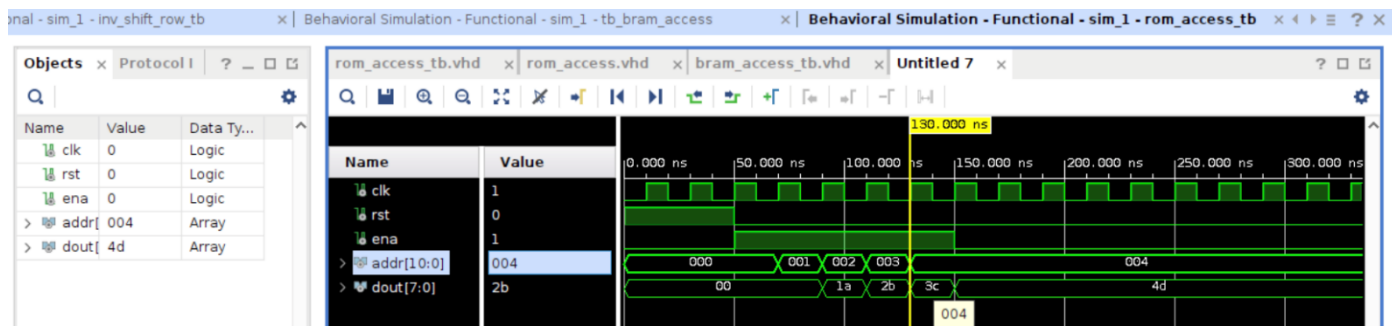 onal - sim_1 - inv_shift_row_tb × Behavioral Simulation - Functional - sim_1 - tb_bram_access × Behavioral Simulation - Functional - sim_1 - rom_access_tb × ? ×
Objects × Protocol I ?
Name Value Data Ty...
clk 0 Logic
rst 0 Logic
ena 0 Logic
> addr[ 004 Array
> dout[ 4d Array
rom_access_tb.vhd × rom_access.vhd × bram_access_tb.vhd × Untitled 7 × ?
130.000 ns
Name Value 0.000 ns 50.000 ns 100.000 ns 150.000 ns 200.000 ns 250.000 ns 300.000 ns
clk 1
rst 0
ena 1
> addr[10:0] 004 000 001 002 003 004
> dout[7:0] 2b 00 1a 2b 3c 4d
004